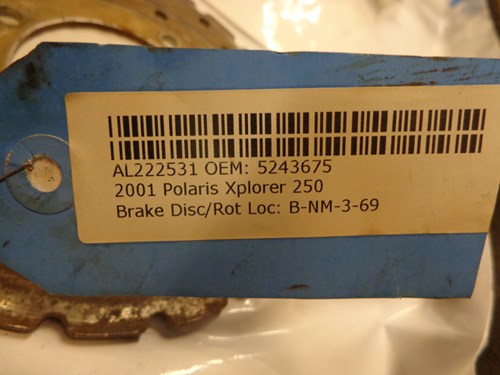 AL222531 OEM: 5243675
2001 Polaris Xplorer 250
Brake Disc/Rot Loc: B-NM-3-69